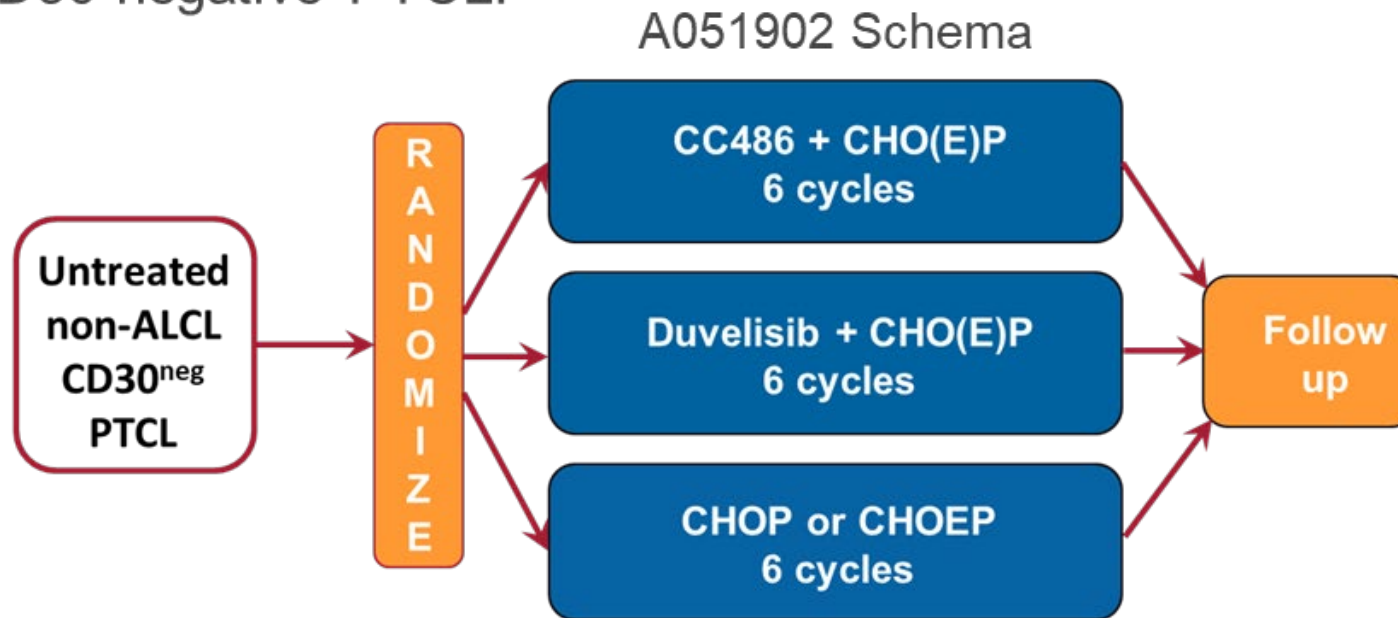 A051902 Schema
Untreated
non-ALCL
CD30neg
PTCL
RANDOMIZE
CC486 + CHO(E)P
6 cycles
Duvelisib + CHO(E)P
6 cycles
CHOP or CHOEP
6 cycles
Follow
up